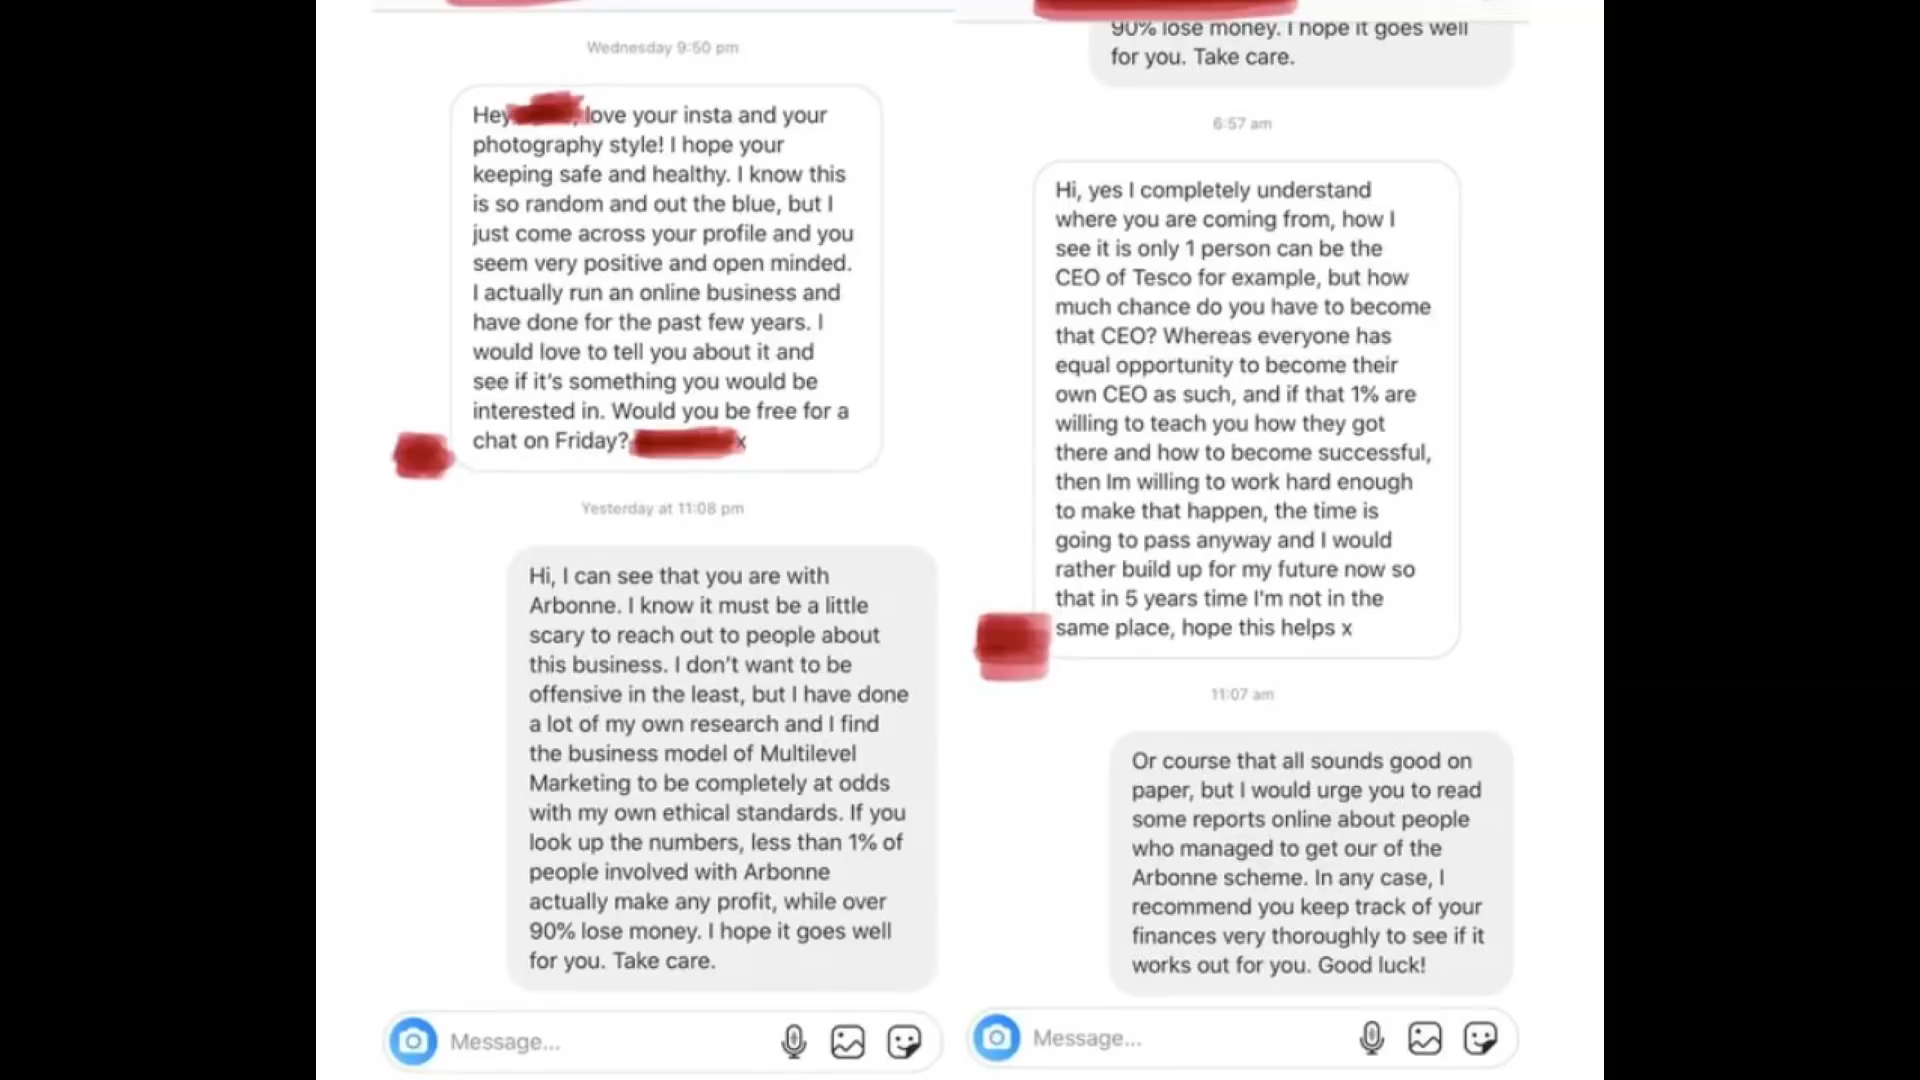 Wednesday 9:50 pm
Hey love your insta and your
photography style! I hope your
keeping safe and healthy. I know this
is so random and out the blue, but I
just come across your profile and you
seem very positive and open minded.
I actually run an online business and
have done for the past few years. I
would love to tell you about it and
see if it's something you would be
interested in. Would you be free for a
chat on Friday? x
Yesterday at 11:08 pm
Hi, I can see that you are with
Arbonne. I know it must be a little
scary to reach out to people about
this business. I don't want to be
offensive in the least, but I have done
a lot of my own research and I find
the business model of Multilevel
Marketing to be completely at odds
with my own ethical standards. If you
look up the numbers, less than 1% of
people involved with Arbonne
actually make any profit, while over
90% lose money. I hope it goes well
for you. Take care.
Message...
90% lose money. I hope it goes well
for you. Take care.
6:57 am
Hi, yes I completely understand
where you are coming from, how I
see it is only 1 person can be the
CEO of Tesco for example, but how
much chance do you have to become
that CEO? Whereas everyone has
equal opportunity to become their
own CEO as such, and if that 1% are
willing to teach you how they got
there and how to become successful,
then Im willing to work hard enough
to make that happen, the time is
going to pass anyway and I would
rather build up for my future now so
that in 5 years time I'm not in the
same place, hope this helps x
11:07 am
Or course that all sounds good on
paper, but I would urge you to read
some reports online about people
who managed to get our of the
Arbonne scheme. In any case, I
recommend you keep track of your
finances very thoroughly to see if it
works out for you. Good luck!
Message...